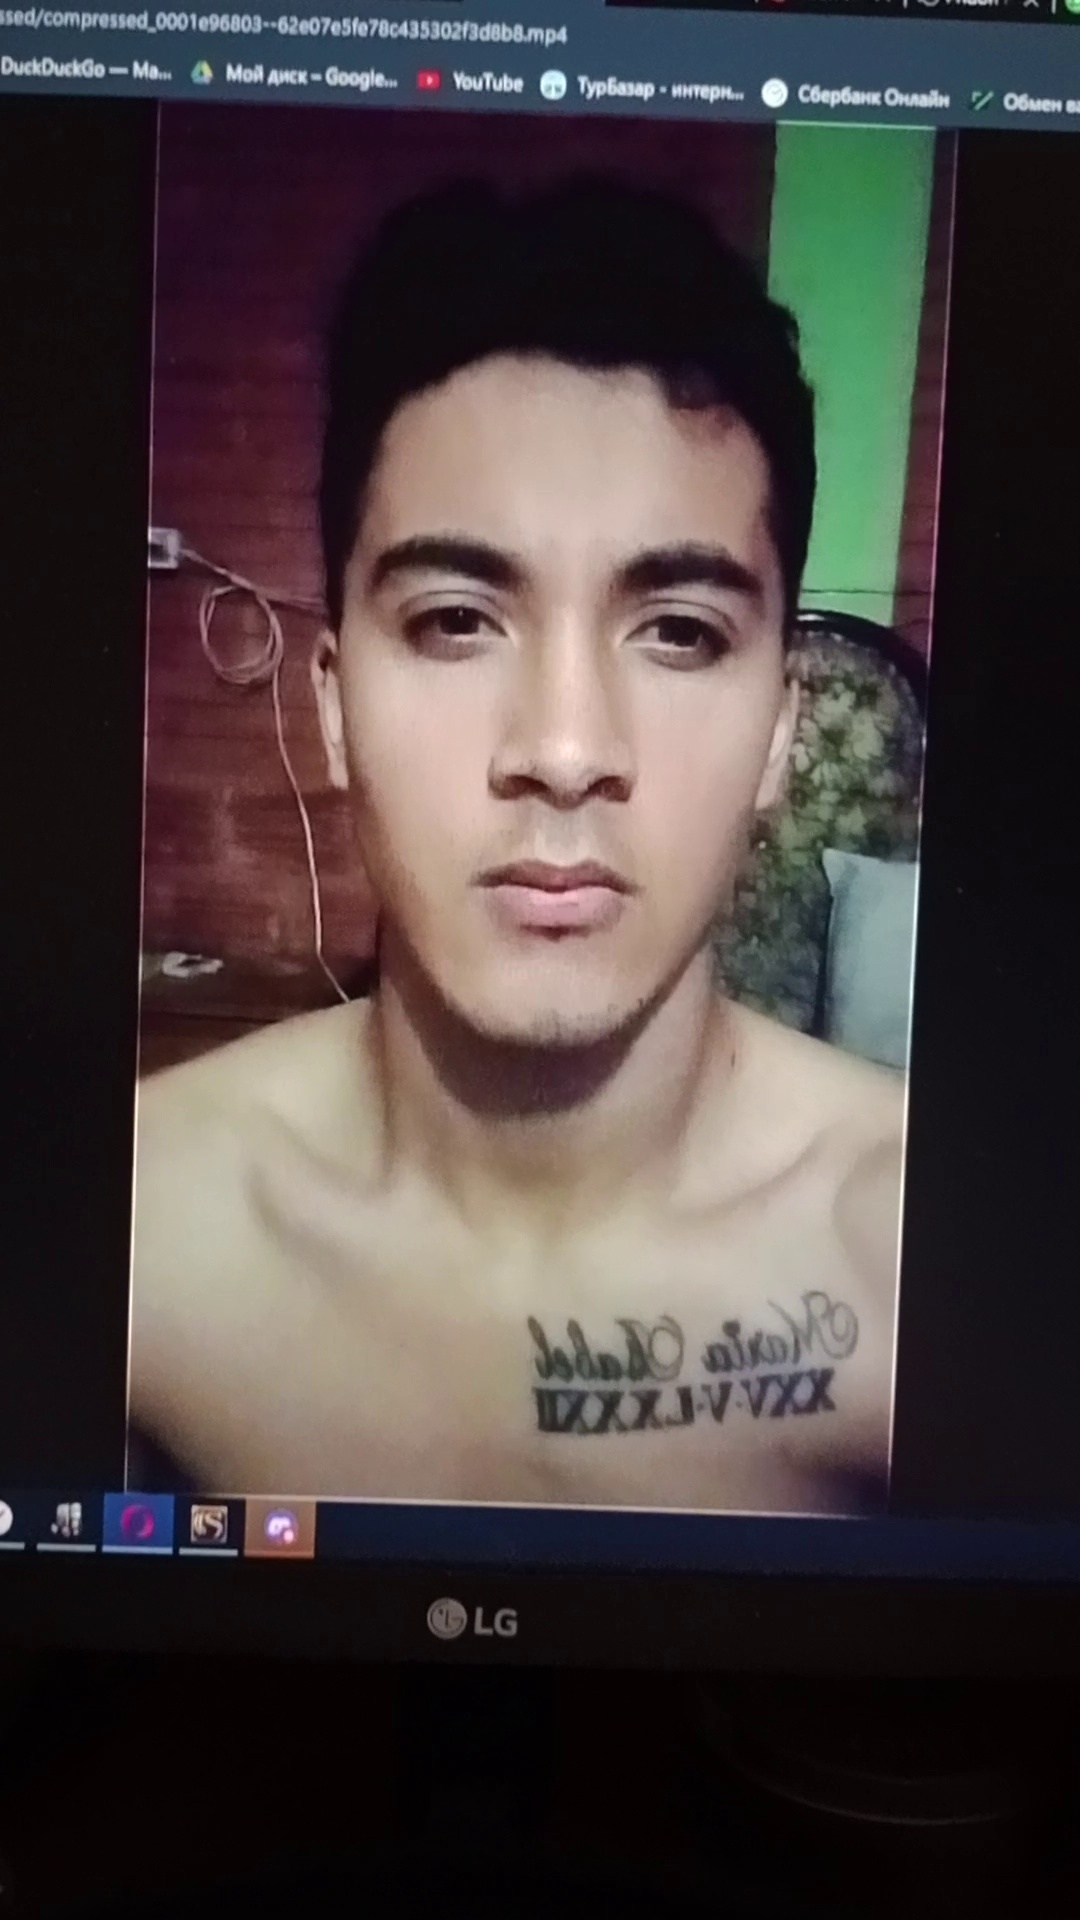 ssed/compressed_0001e96803--62e07e5fe78c435302f3d8b8.mp4
DuckDuckGo — Ma... Мой диск – Google... YouTube ТурБазар - интерн... Сбербанк Онлайн Обмен ва
Maria Isabel
XXV·V·LXXXII
LG